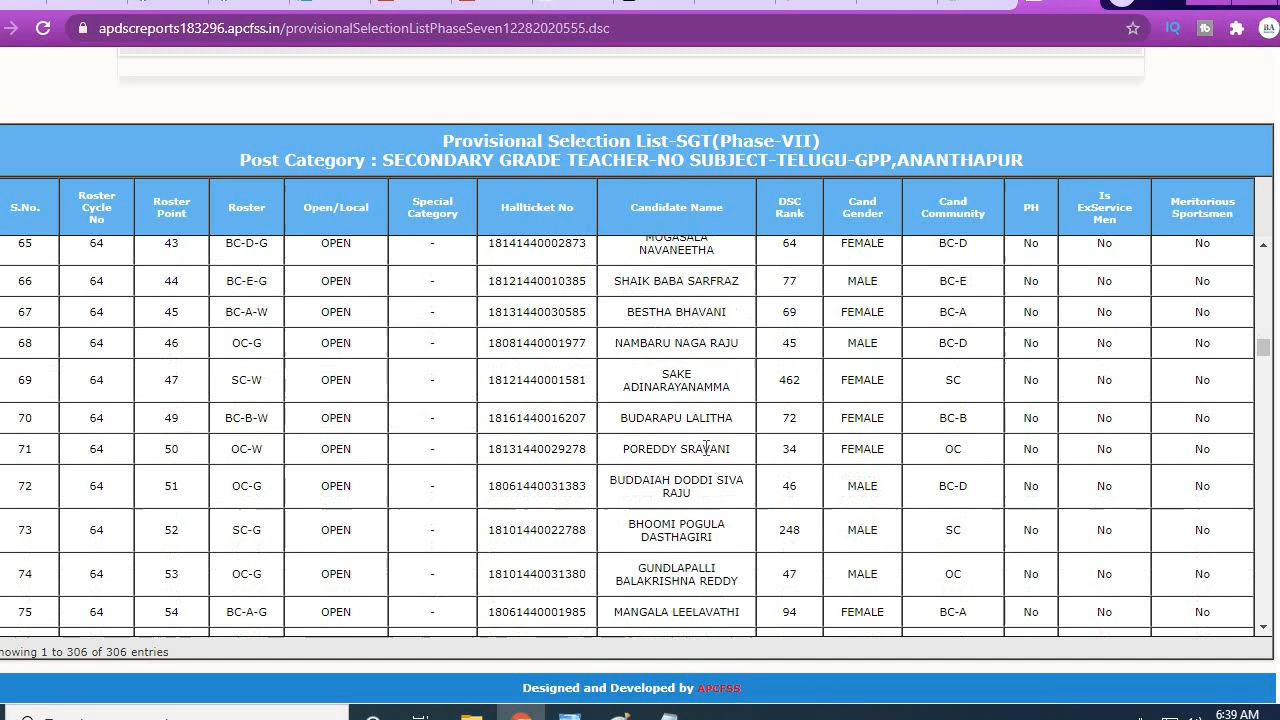 apdscreports183296.apcfss.in/provisionalSelectionListPhaseSeven12282020555.dsc
IQ
BA
Provisional Selection List-SGT(Phase-VII)
Post Category : SECONDARY GRADE TEACHER-NO SUBJECT-TELUGU-GPP,ANANTHAPUR
S.No. Roster Cycle No Roster Point Roster Open/Local Special Category Hallticket No Candidate Name DSC Rank Cand Gender Cand Community PH Is ExService Men Meritorious Sportsmen
65 64 43 BC-D-G OPEN - 18141440002873 MUGASALA NAVANEETHA 64 FEMALE BC-D No No No
66 64 44 BC-E-G OPEN - 18121440010385 SHAIK BABA SARFRAZ 77 MALE BC-E No No No
67 64 45 BC-A-W OPEN - 18131440030585 BESTHA BHAVANI 69 FEMALE BC-A No No No
68 64 46 OC-G OPEN - 18081440001977 NAMBARU NAGA RAJU 45 MALE BC-D No No No
69 64 47 SC-W OPEN - 18121440001581 SAKE ADINARAYANAMMA 462 FEMALE SC No No No
70 64 49 BC-B-W OPEN - 18161440016207 BUDARAPU LALITHA 72 FEMALE BC-B No No No
71 64 50 OC-W OPEN - 18131440029278 POREDDY SRAVANI 34 FEMALE OC No No No
72 64 51 OC-G OPEN - 18061440031383 BUDDAIAH DODDI SIVA RAJU 46 MALE BC-D No No No
73 64 52 SC-G OPEN - 18101440022788 BHOOMI POGULA DASTHAGIRI 248 MALE SC No No No
74 64 53 OC-G OPEN - 18101440031380 GUNDLAPALLI BALAKRISHNA REDDY 47 MALE OC No No No
75 64 54 BC-A-G OPEN - 18061440001985 MANGALA LEELAVATHI 94 FEMALE BC-A No No No
howing 1 to 306 of 306 entries
Designed and Developed by APCFSS
6:39 AM